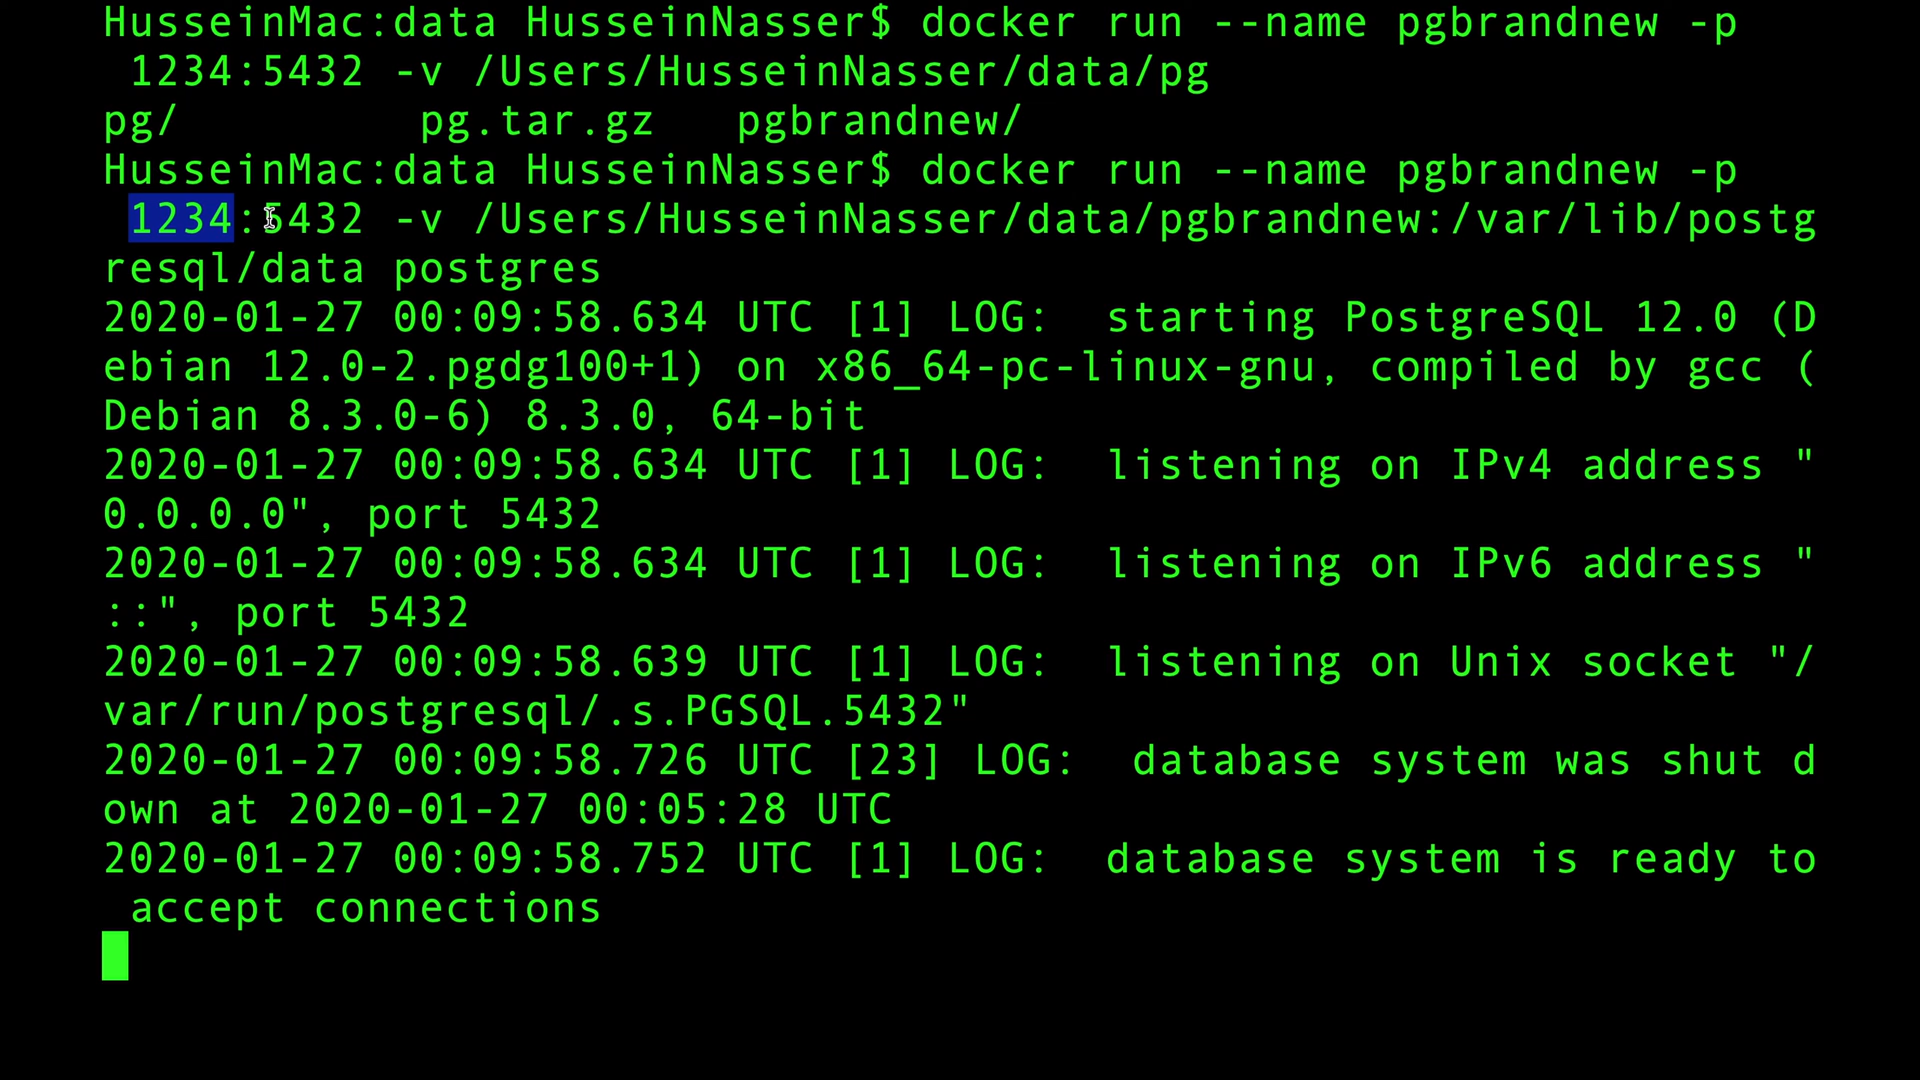 HusseinMac:data HusseinNasser$ docker run --name pgbrandnew -p
1234:5432 -v /Users/HusseinNasser/data/pg
pg/ pg.tar.gz pgbrandnew/
HusseinMac:data HusseinNasser$ docker run --name pgbrandnew -p
1234:5432 -v /Users/HusseinNasser/data/pgbrandnew:/var/lib/postg
resql/data postgres
2020-01-27 00:09:58.634 UTC [1] LOG:  starting PostgreSQL 12.0 (D
ebian 12.0-2.pgdg100+1) on x86_64-pc-linux-gnu, compiled by gcc (
Debian 8.3.0-6) 8.3.0, 64-bit
2020-01-27 00:09:58.634 UTC [1] LOG:  listening on IPv4 address "
0.0.0.0", port 5432
2020-01-27 00:09:58.634 UTC [1] LOG:  listening on IPv6 address "
::", port 5432
2020-01-27 00:09:58.639 UTC [1] LOG:  listening on Unix socket "/
var/run/postgresql/.s.PGSQL.5432"
2020-01-27 00:09:58.726 UTC [23] LOG:  database system was shut d
own at 2020-01-27 00:05:28 UTC
2020-01-27 00:09:58.752 UTC [1] LOG:  database system is ready to
accept connections